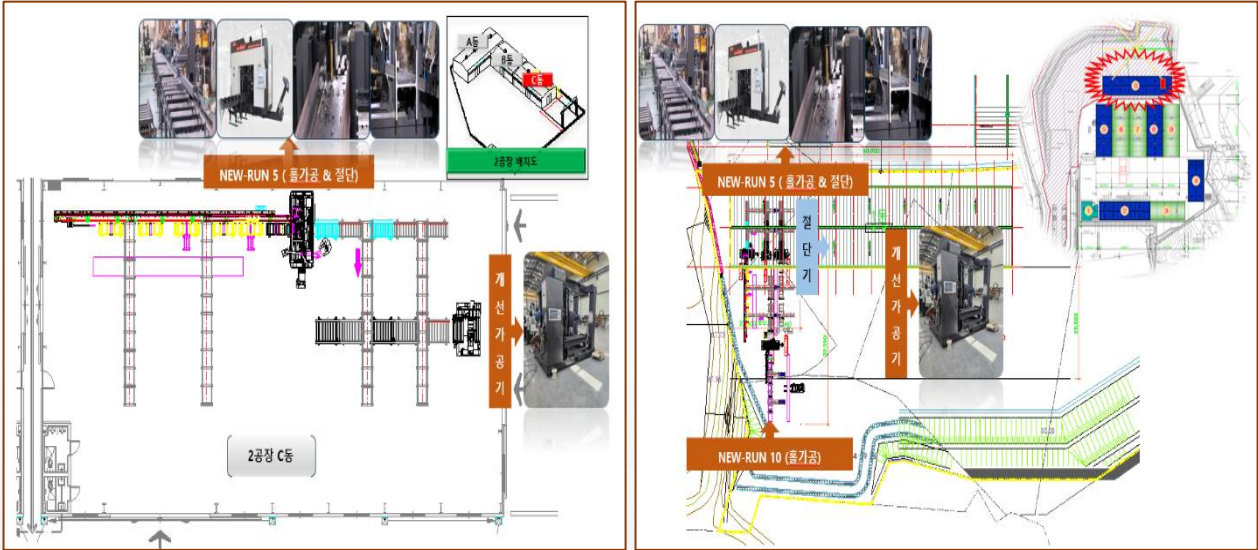 A동
B동
C동
2공장 배치도
NEW-RUN 5 ( 홀가공 & 절단)
개선가공기
2공장 C동
NEW-RUN 5 (홀가공 & 절단)
절단기
개선가공기
NEW-RUN 10 (홀가공)